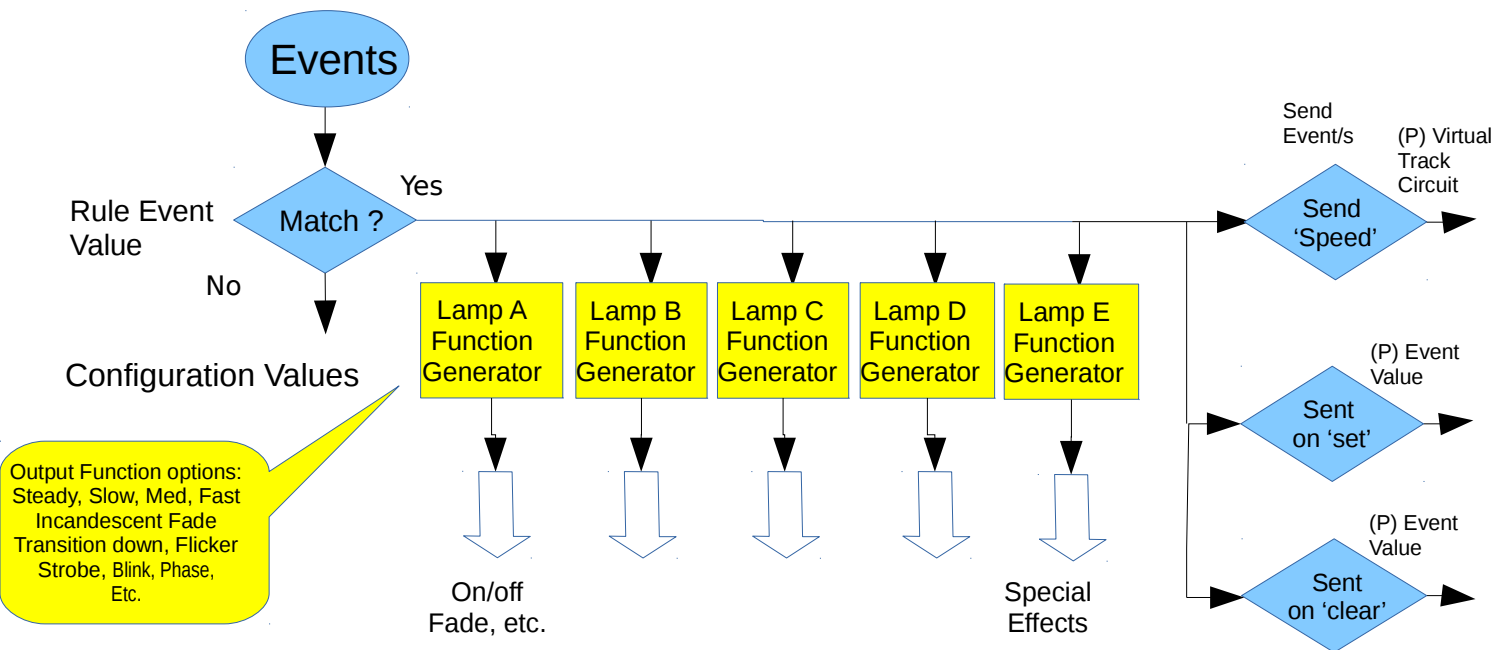 Events
Rule Event
Value
Match ?
Yes
No
Configuration Values
Output Function options:
Steady, Slow, Med, Fast
Incandescent Fade
Transition down, Flicker
Strobe, Blink, Phase,
Etc.
Lamp A
Function
Generator
Lamp B
Function
Generator
Lamp C
Function
Generator
Lamp D
Function
Generator
Lamp E
Function
Generator
On/off
Fade, etc.
Special
Effects
Send
Event/s
(P) Virtual
Track
Circuit
Send
‘Speed’
(P) Event
Value
Sent
on ‘set’
(P) Event
Value
Sent
on ‘clear’